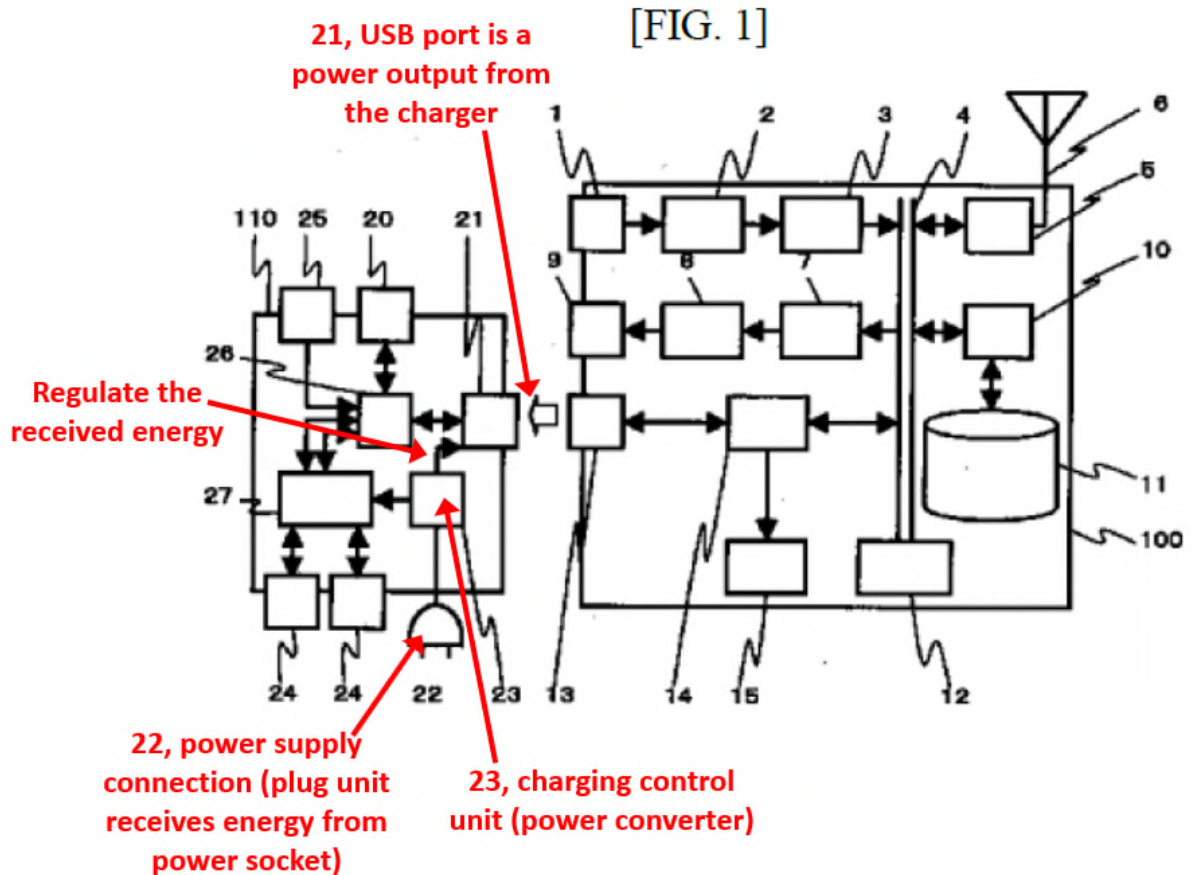 [FIG. 1]
21, USB port is a
power output from
the charger
1
2
3
4
6
5
110
25
20
21
9
8
7
10
26
Regulate the
received energy
27
11
100
24
24
22
23
13
14
15
12
22, power supply
connection (plug unit
receives energy from
power socket)
23, charging control
unit (power converter)